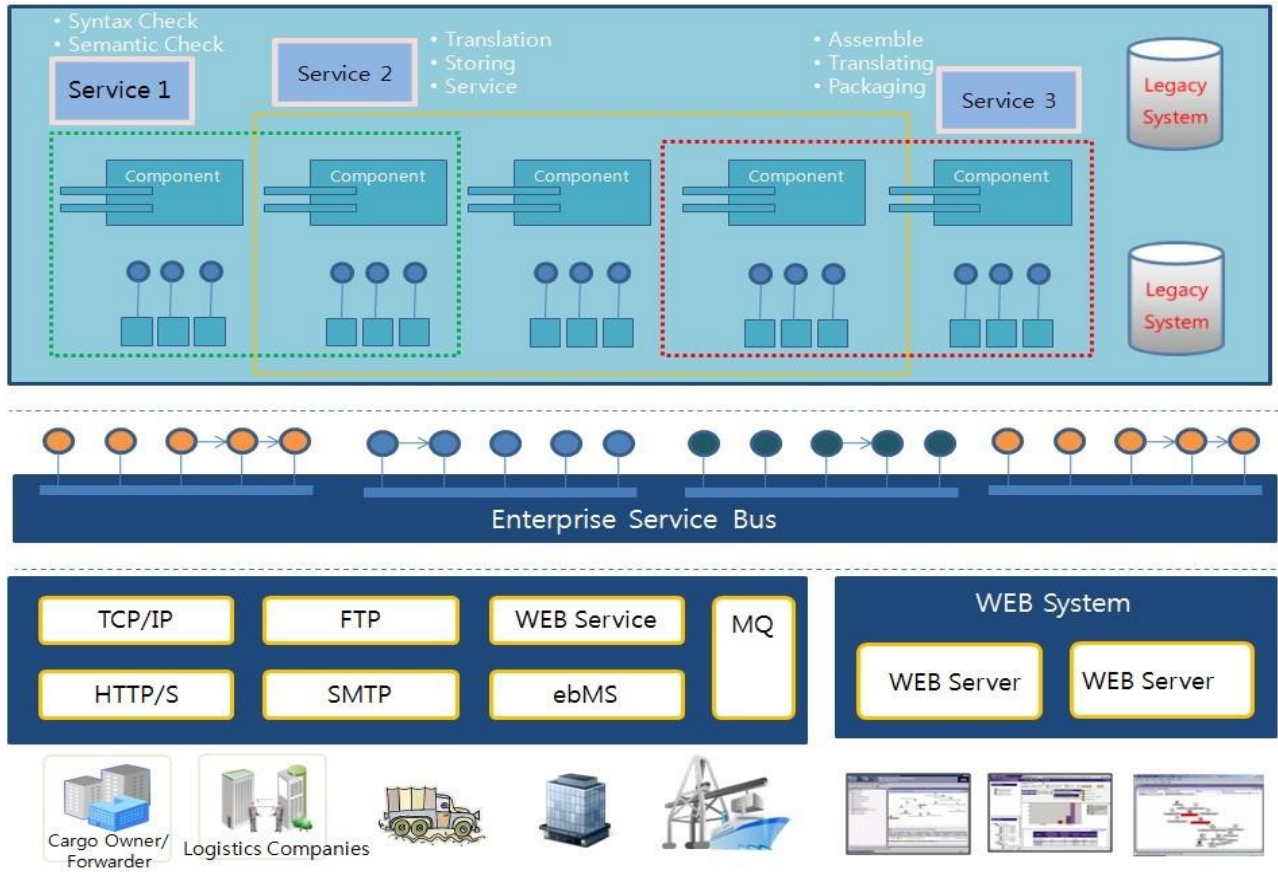 • Syntax Check
• Semantic Check
Service 1
Service 2
• Translation
• Storing
• Service
• Assemble
• Translating
• Packaging
Service 3
Legacy
System
Component
Component
Component
Component
Component
Legacy
System
Enterprise Service Bus
TCP/IP
FTP
WEB Service
MQ
HTTP/S
SMTP
ebMS
WEB System
WEB Server
WEB Server
Cargo Owner/
Forwarder
Logistics Companies